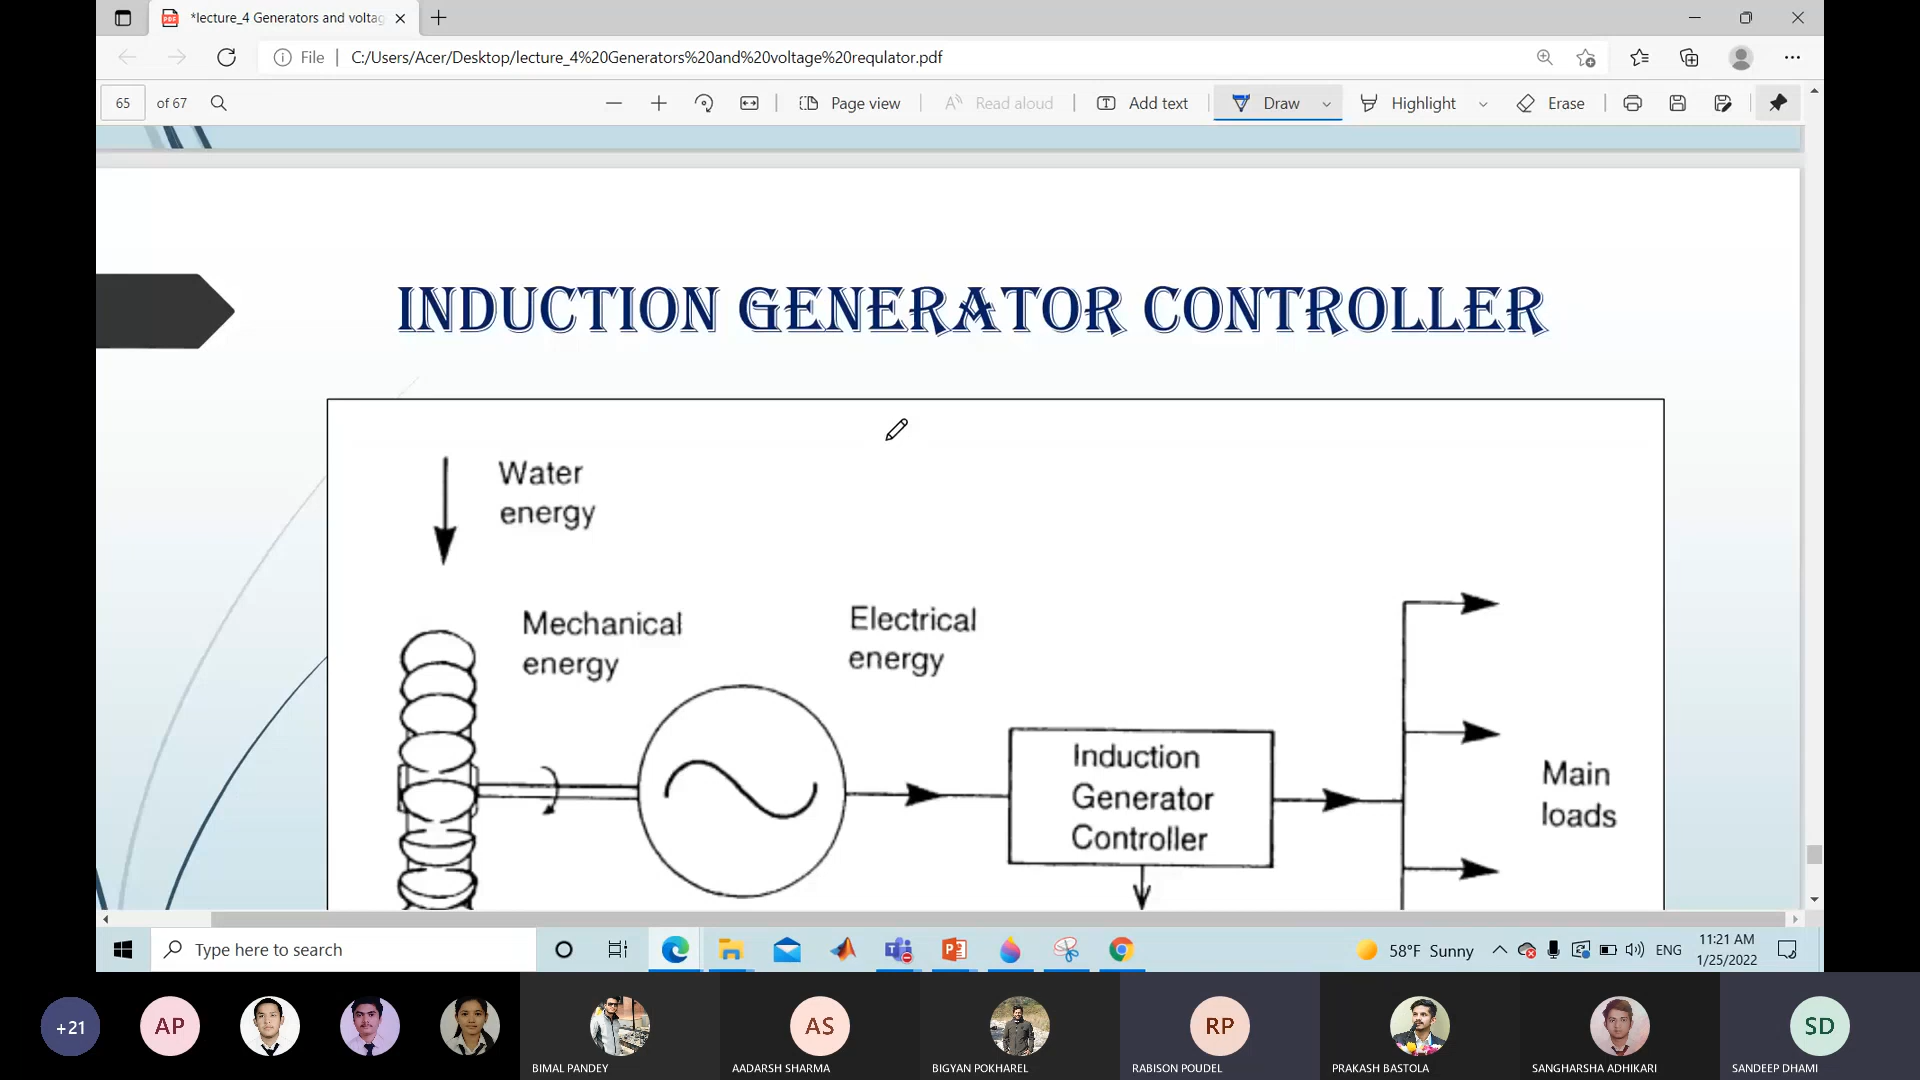 *lecture_4 Generators and voltag
File
C:/Users/Acer/Desktop/lecture_4%20Generators%20and%20voltage%20requlator.pdf
65 of 67
Page view
Read aloud
Add text
Draw
Highlight
Erase
INDUCTION GENERATOR CONTROLLER
Water
energy
Mechanical
energy
Electrical
energy
Induction
Generator
Controller
Main
loads
Type here to search
58°F Sunny
ENG
11:21 AM
1/25/2022
+21
AP
AS
RP
SD
BIMAL PANDEY
AADARSH SHARMA
BIGYAN POKHAREL
RABISON POUDEL
PRAKASH BASTOLA
SANGHARSHA ADHIKARI
SANDEEP DHAMI